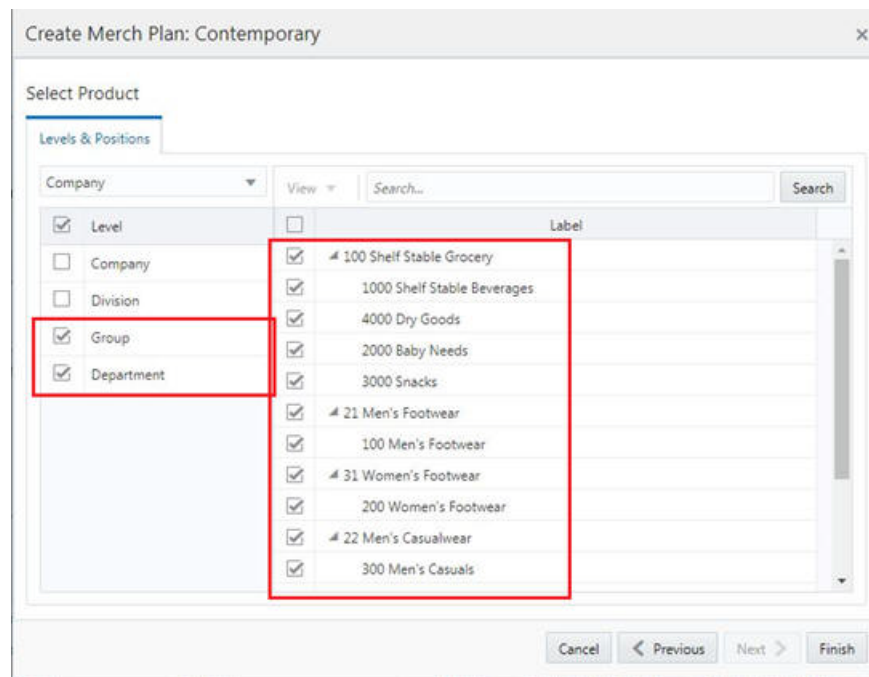 Create Merch Plan: Contemporary
Select Product
Levels & Positions
Company
View
Search...
Search
Level
Label
Company
Division
Group
Department
100 Shelf Stable Grocery
1000 Shelf Stable Beverages
4000 Dry Goods
2000 Baby Needs
3000 Snacks
21 Men's Footwear
100 Men's Footwear
31 Women's Footwear
200 Women's Footwear
22 Men's Casualwear
300 Men's Casuals
Cancel
Previous
Next
Finish